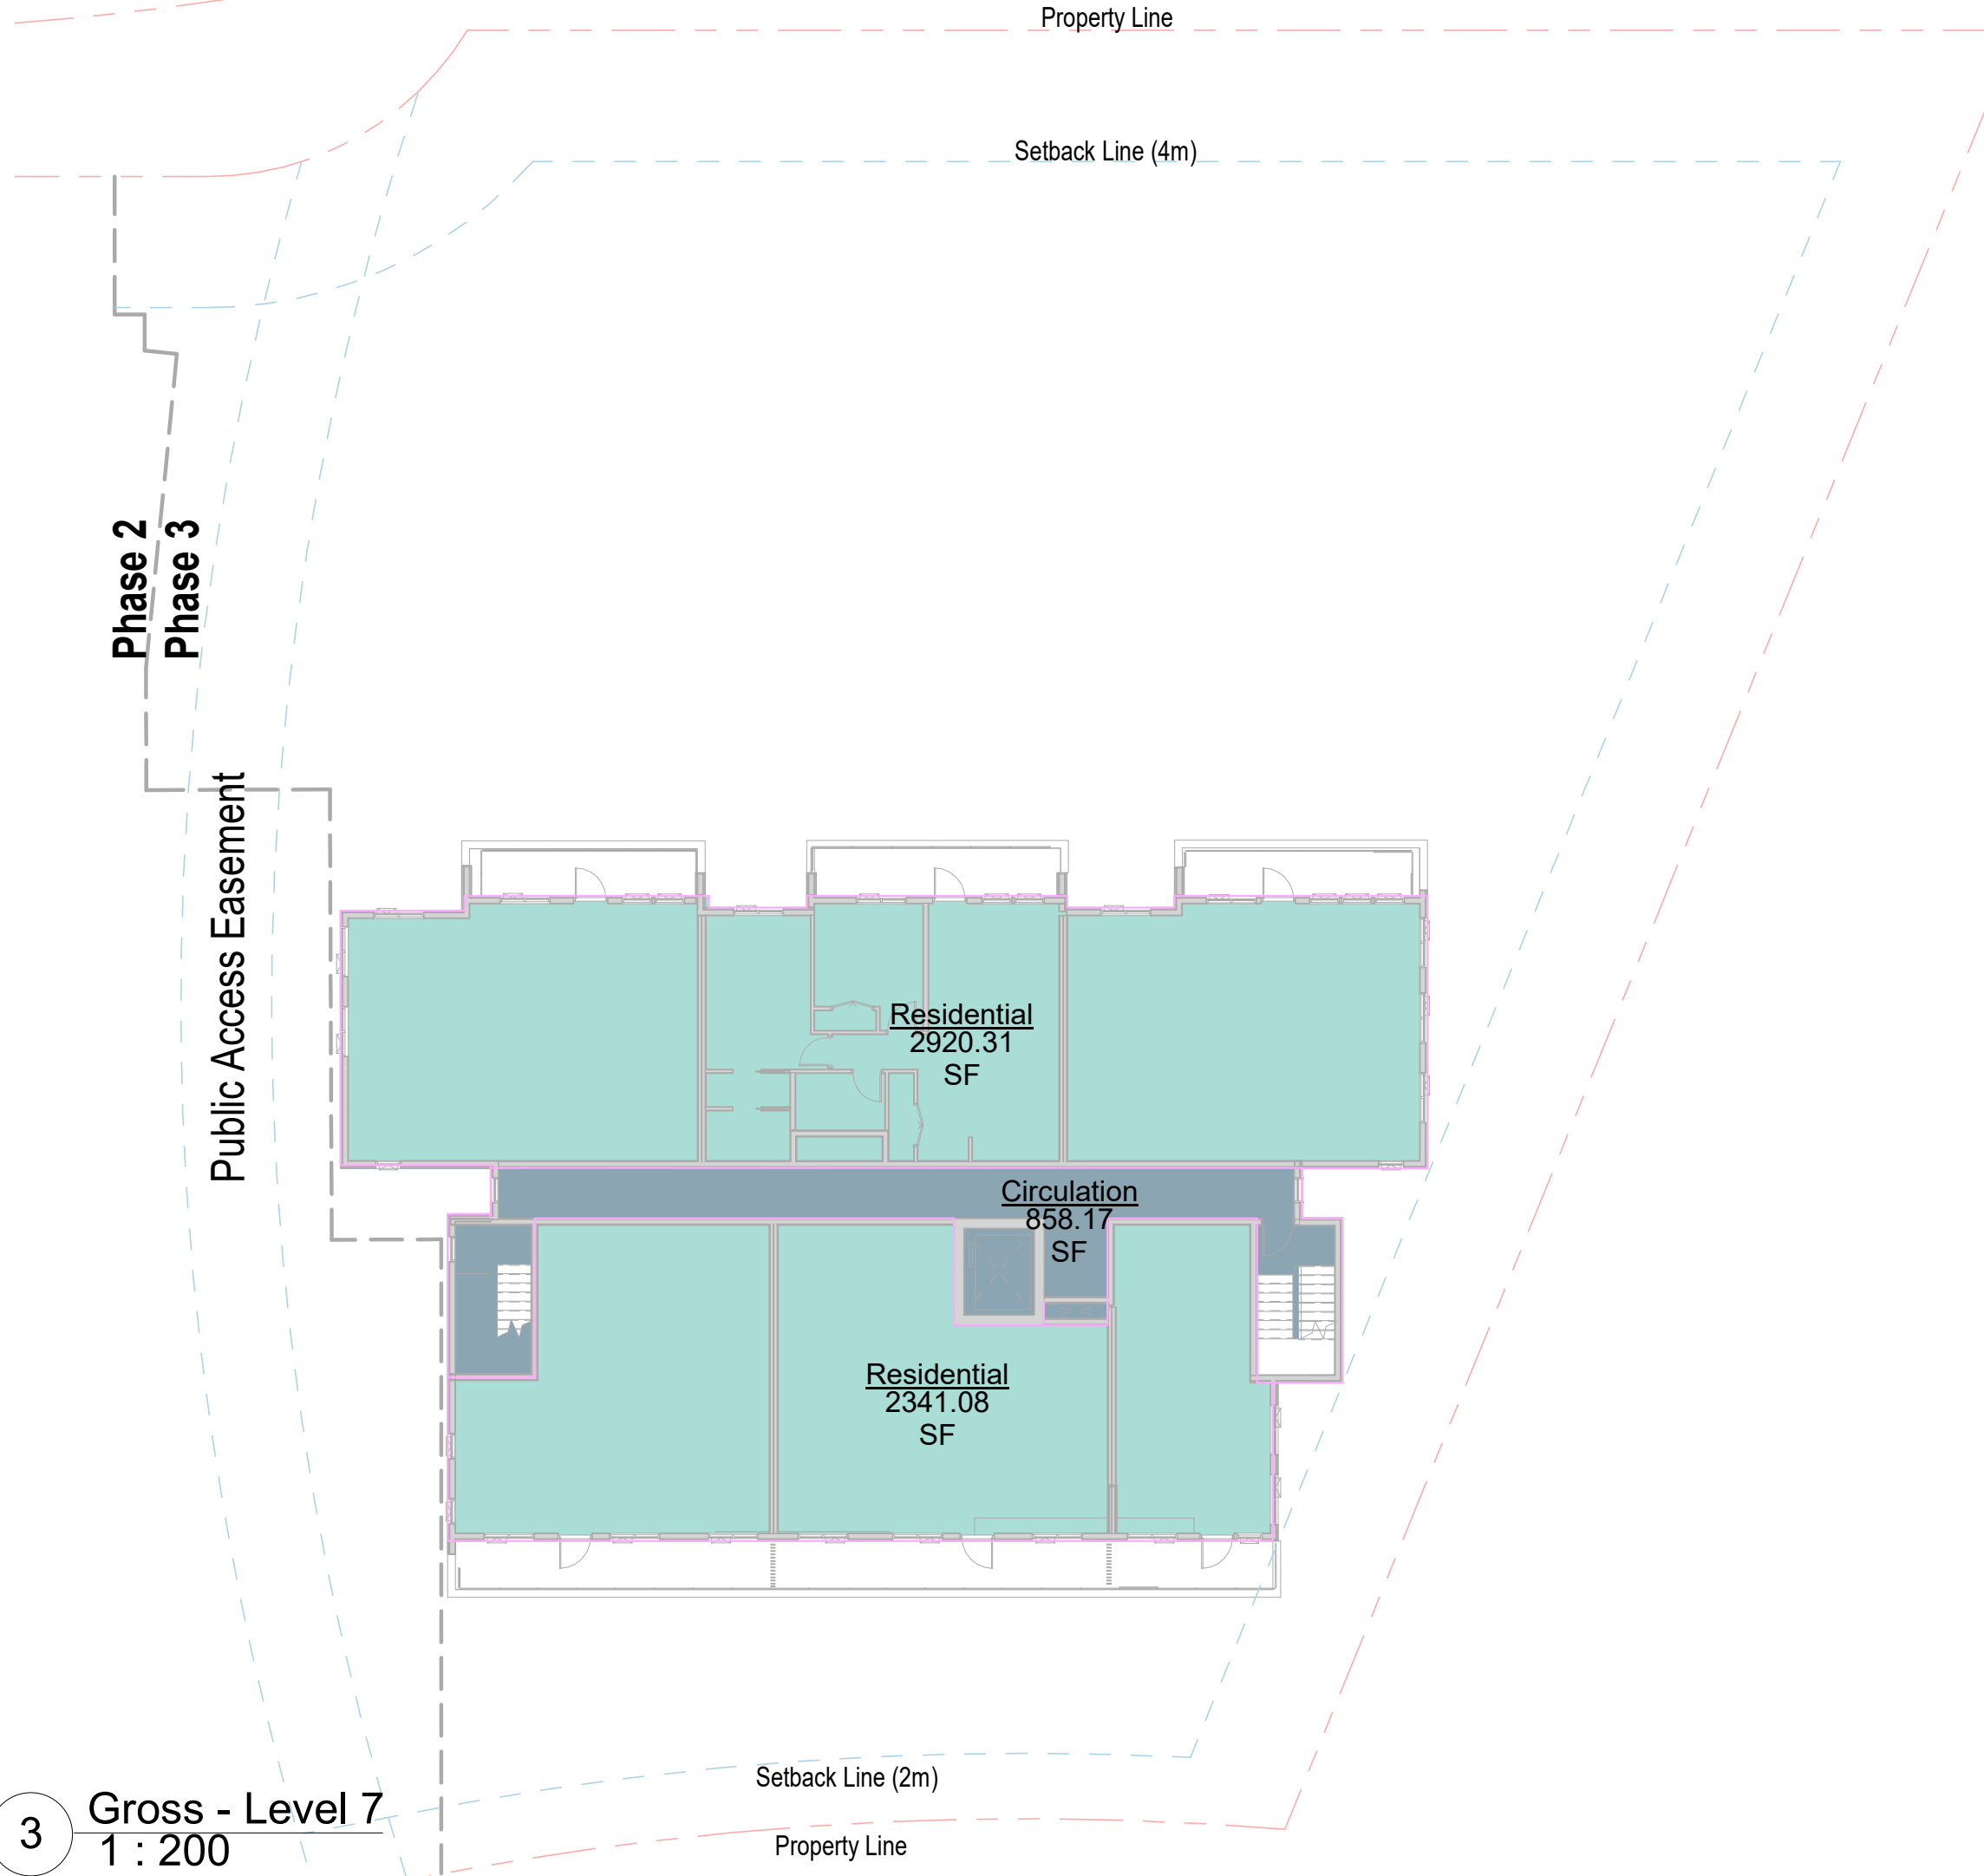 Property Line
Setback Line (4m)
Phase 2
Phase 3
Public Access Easement
Residential
2920.31
SF
Circulation
858.17
SF
Residential
2341.08
SF
Setback Line (2m)
Property Line
3
Gross - Level 7
1 : 200